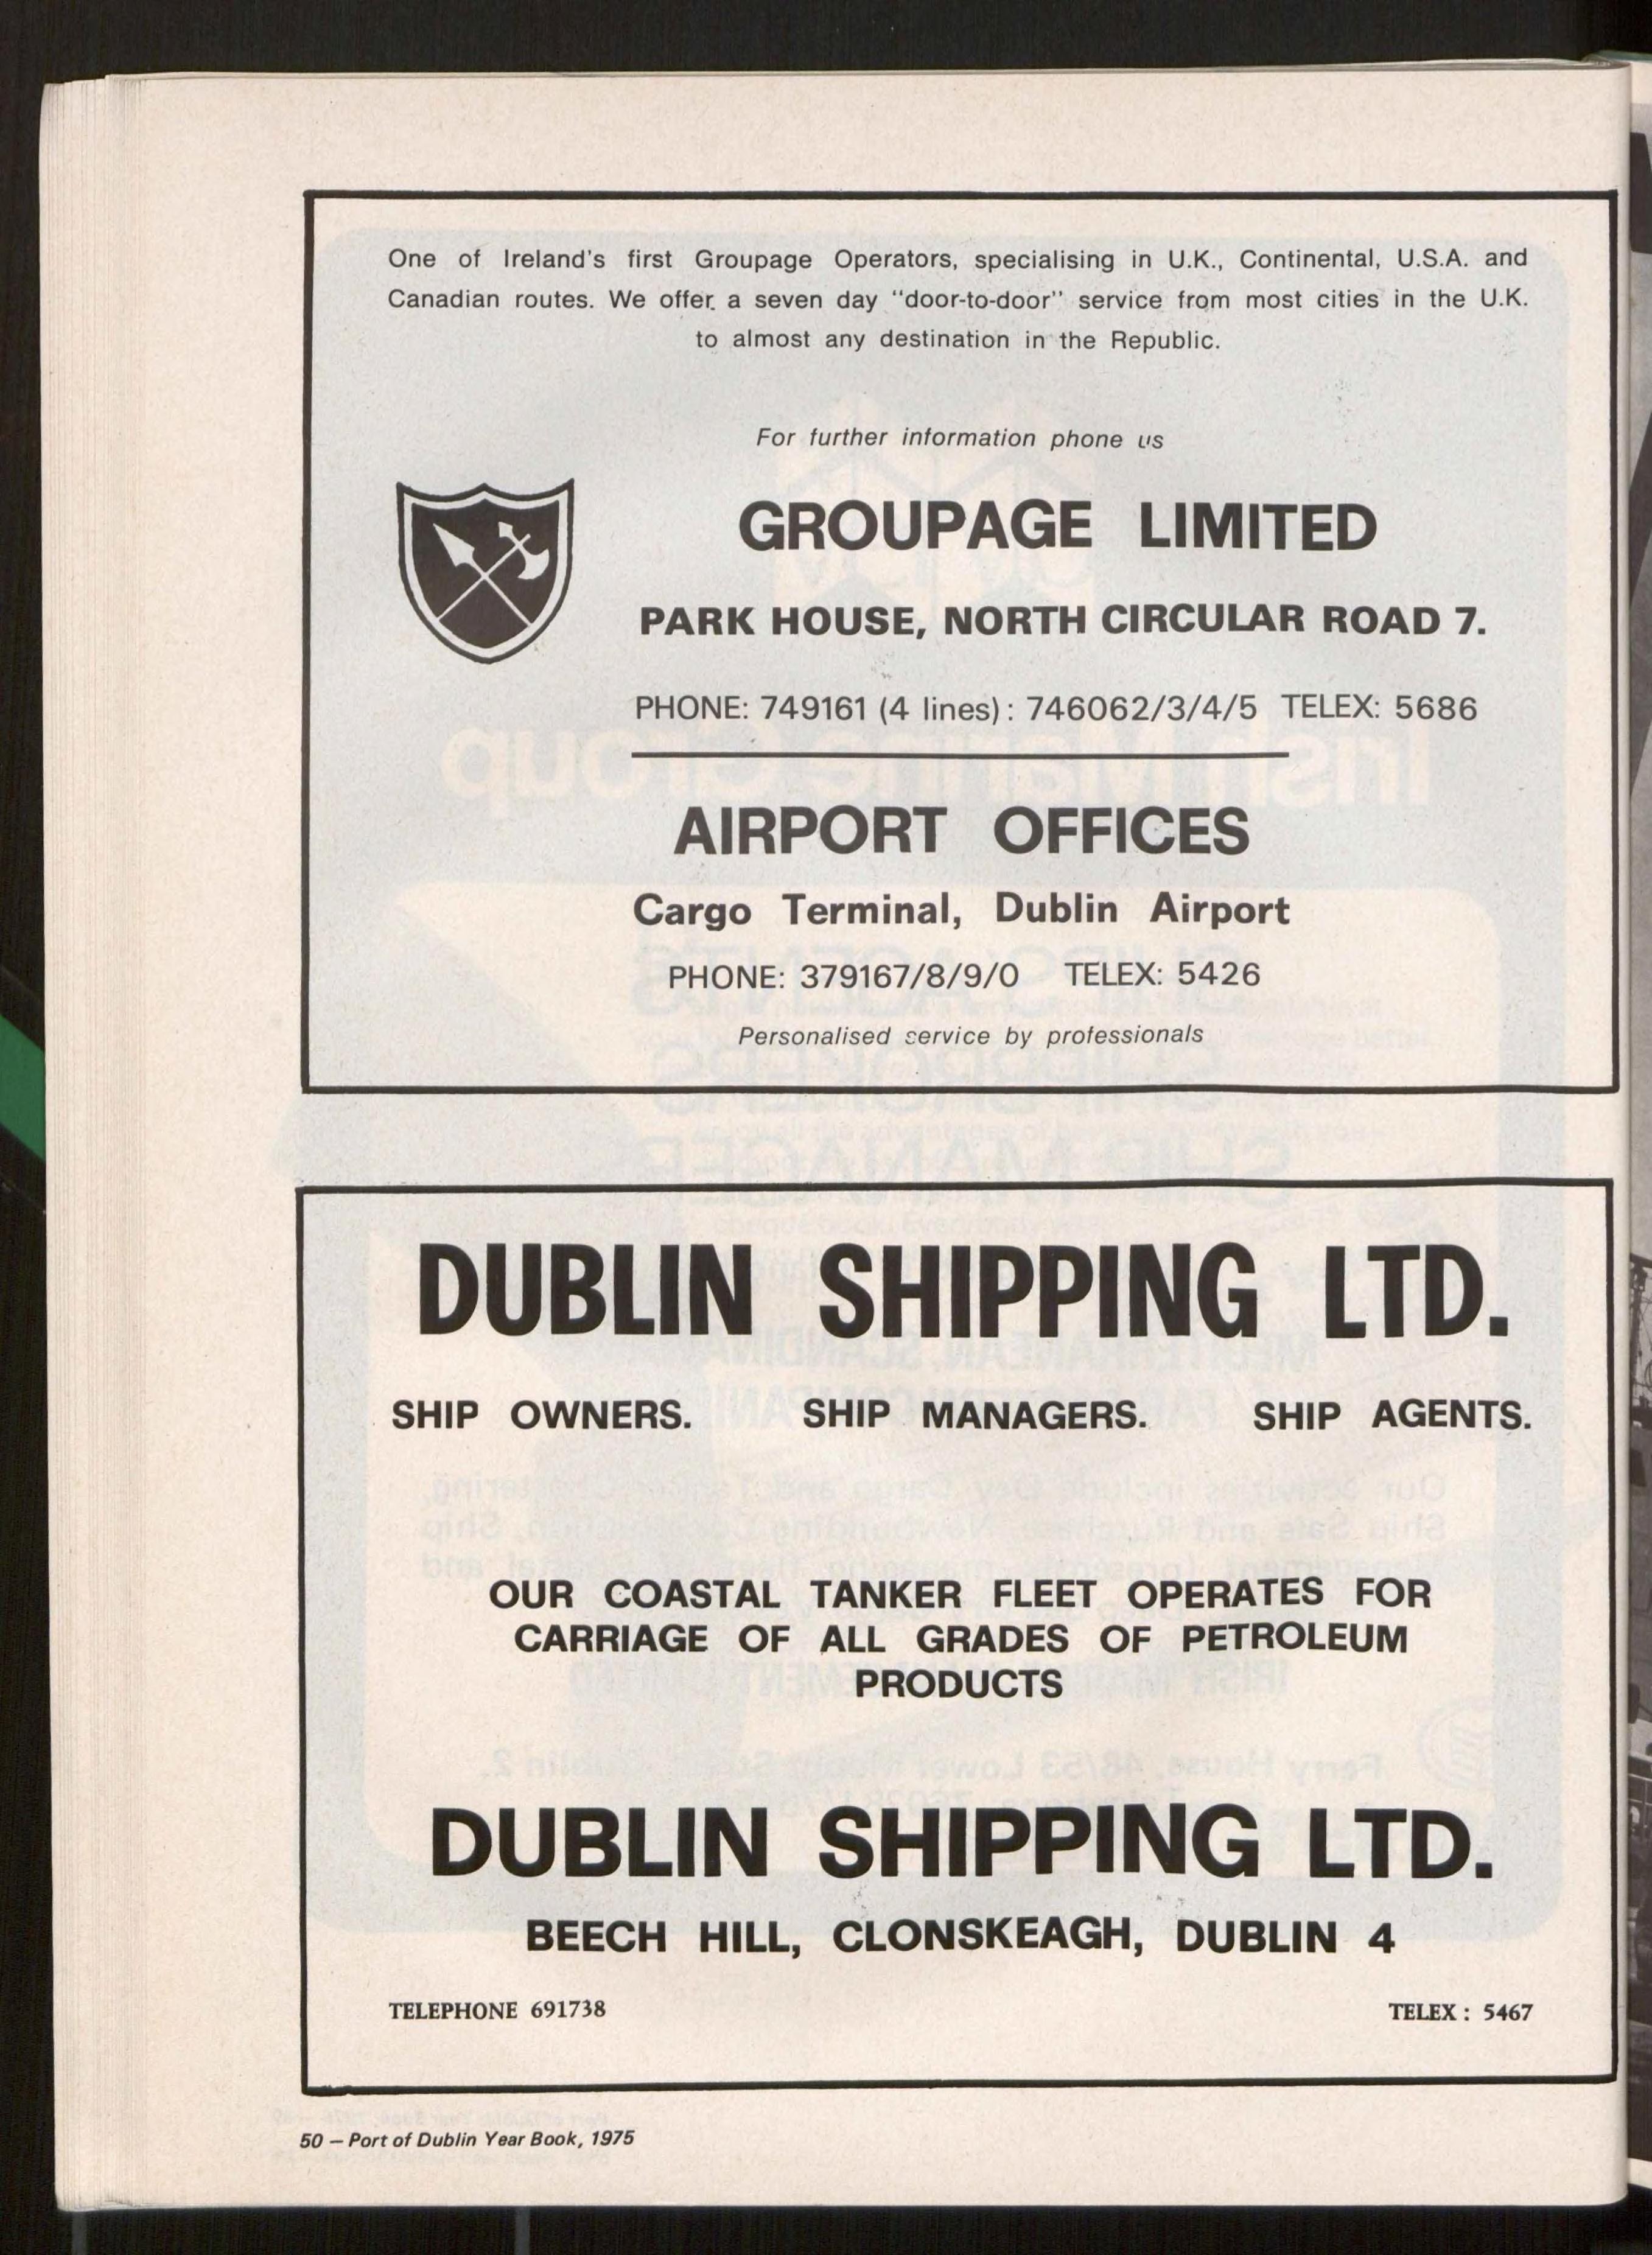 One of Ireland's first Groupage Operators, specialising in U.K., Continental, U.S.A. and
Canadian routes. We offer a seven day "door-to-door" service from most cities in the U.K.
to almost any destination in the Republic.
For further information phone us
GROUPAGE LIMITED
PARK HOUSE, NORTH CIRCULAR ROAD 7.
PHONE: 749161 (4 lines): 746062/3/4/5 TELEX: 5686
AIRPORT OFFICES
Cargo Terminal, Dublin Airport
PHONE: 379167/8/9/0 TELEX: 5426
Personalised service by professionals
DUBLIN SHIPPING LTD.
SHIP OWNERS. SHIP MANAGERS. SHIP AGENTS.
OUR COASTAL TANKER FLEET OPERATES FOR
CARRIAGE OF ALL GRADES OF PETROLEUM
PRODUCTS
DUBLIN SHIPPING LTD.
BEECH HILL, CLONSKEAGH, DUBLIN 4
TELEPHONE 691738 TELEX: 5467
50 – Port of Dublin Year Book, 1975